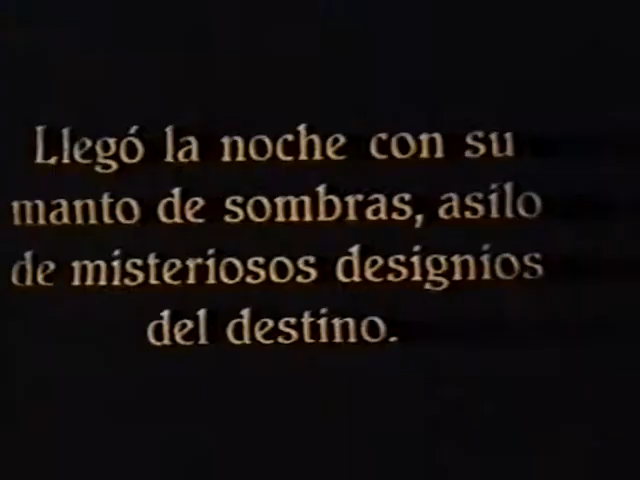 Llegó la noche con su
manto de sombras, asilo
de misteriosos designios
del destino.